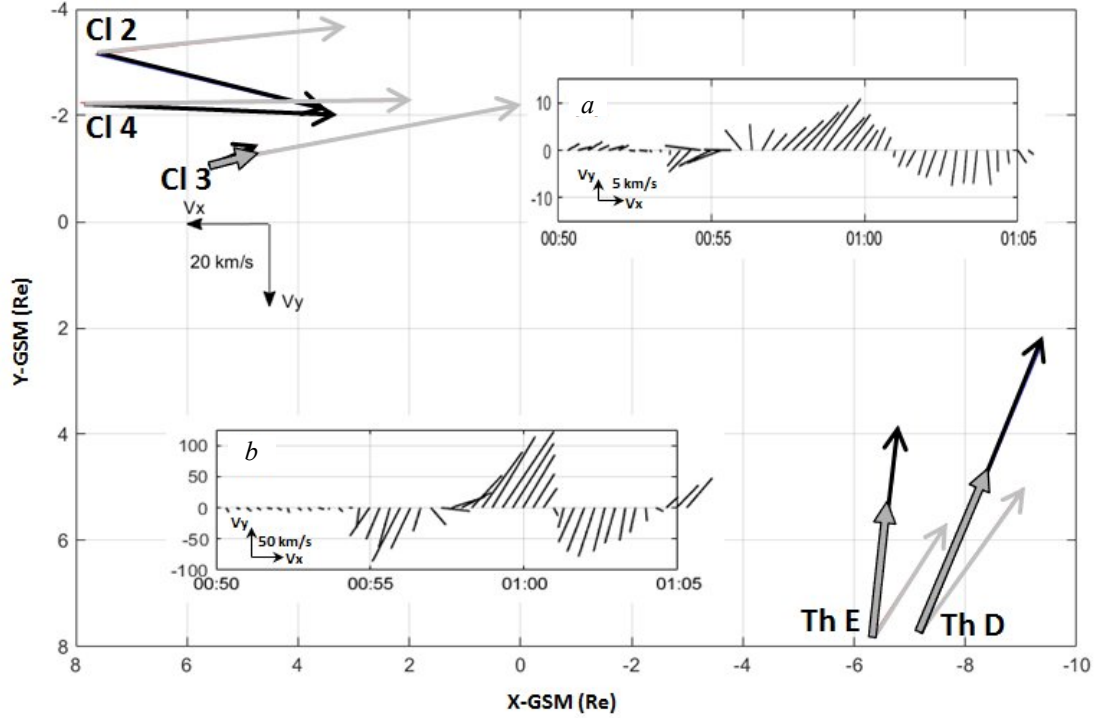 -4
Cl 2
-2
Cl 4
Cl 3
Vx
0
20 km/s
Vy
a
10
0
-10
Vy
5 km/s
Vx
00:50 00:55 01:00 01:05
2
4
b
100
50
0
-50
-100
Vy
50 km/s
Vx
00:50 00:55 01:00 01:05
6
8
Th E
Th D
8 6 4 2 0 -2 -4 -6 -8 -10
X-GSM (Re)
Y-GSM (Re)